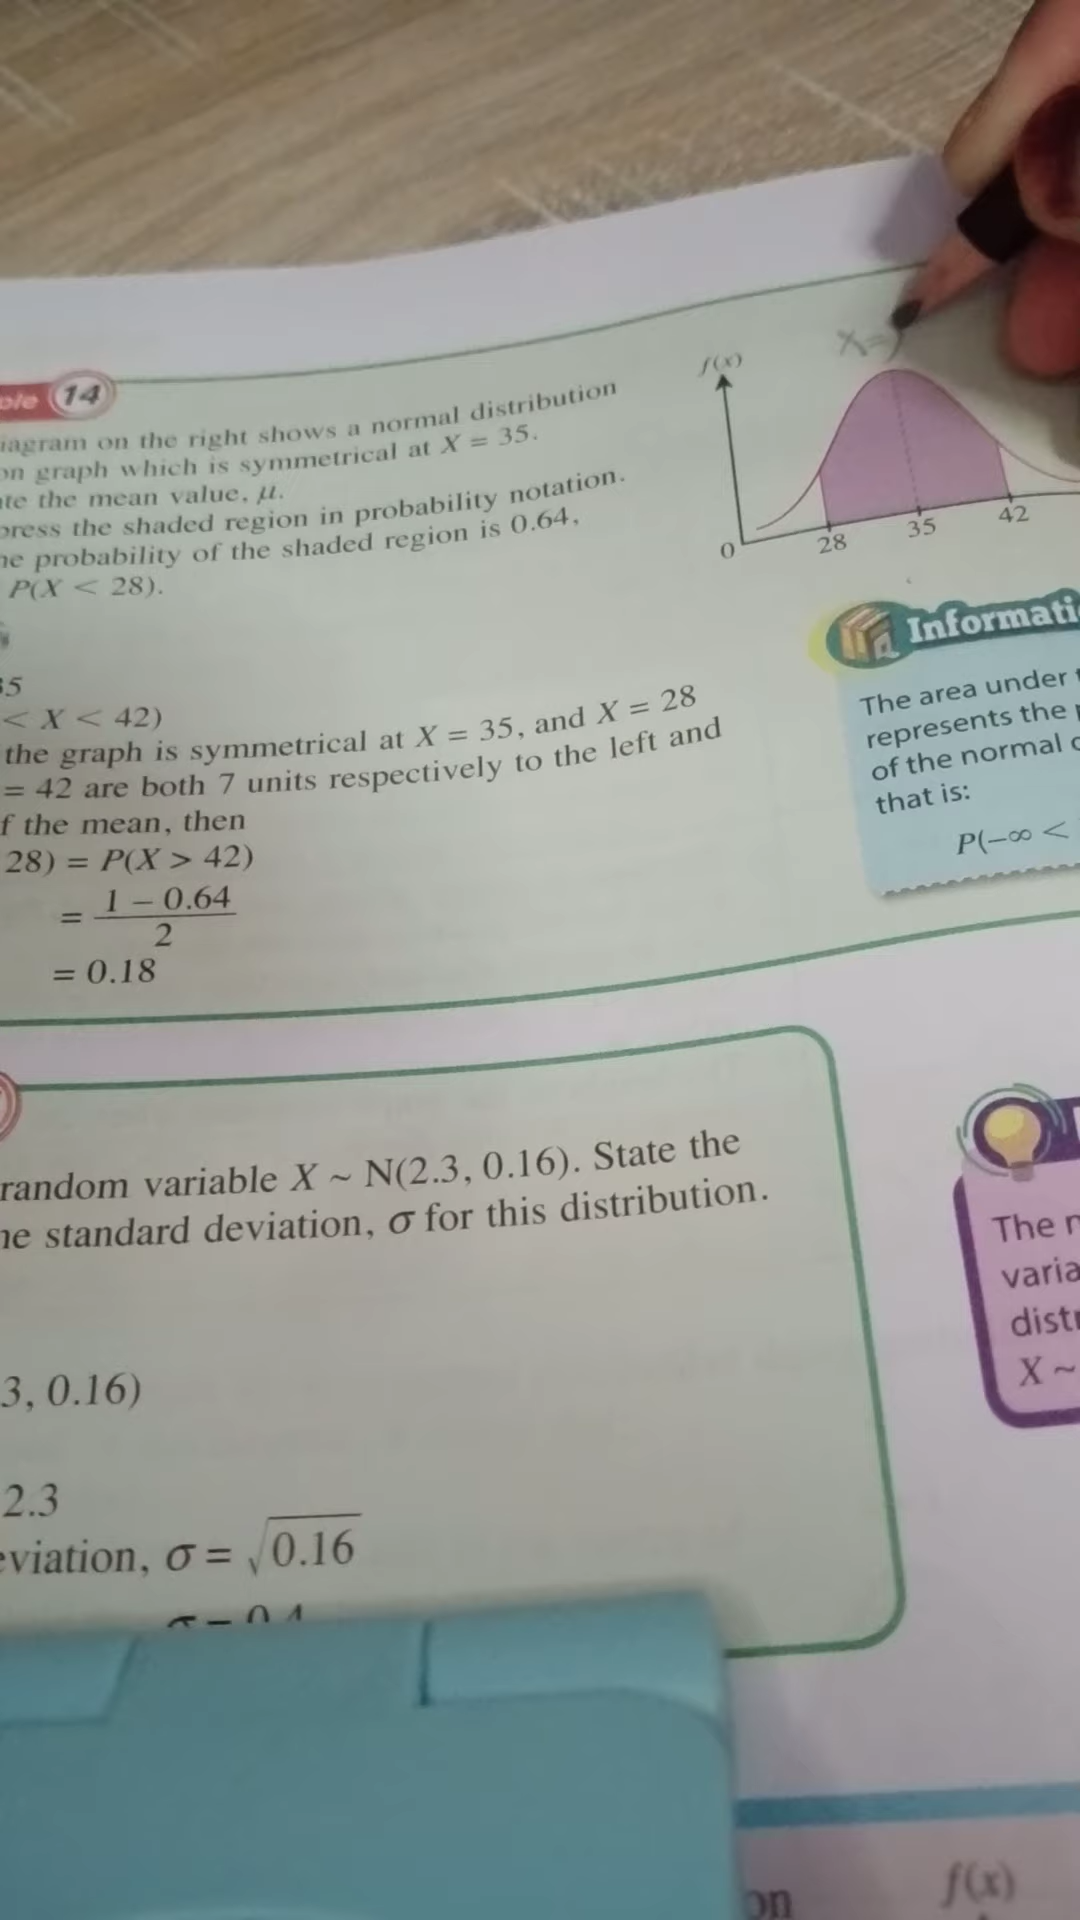 14
diagram on the right shows a normal distribution
on graph which is symmetrical at X = 35.
the mean value, μ.
the shaded region in probability notation.
probability of the shaded region is 0.64,
P(X < 28).
f(x)
X=
0
28
35
42
35
< X < 42)
the graph is symmetrical at X = 35, and X = 28
= 42 are both 7 units respectively to the left and
the mean, then
28) = P(X > 42)
= 1 – 0.64
2
= 0.18
Informati
The area under
represents the
of the normal
that is:
P(–∞ <
random variable X ~ N(2.3, 0.16). State the
standard deviation, σ for this distribution.
3, 0.16)
2.3
eviation, σ = √0.16
The
varia
dist
X ~
on
f(x)